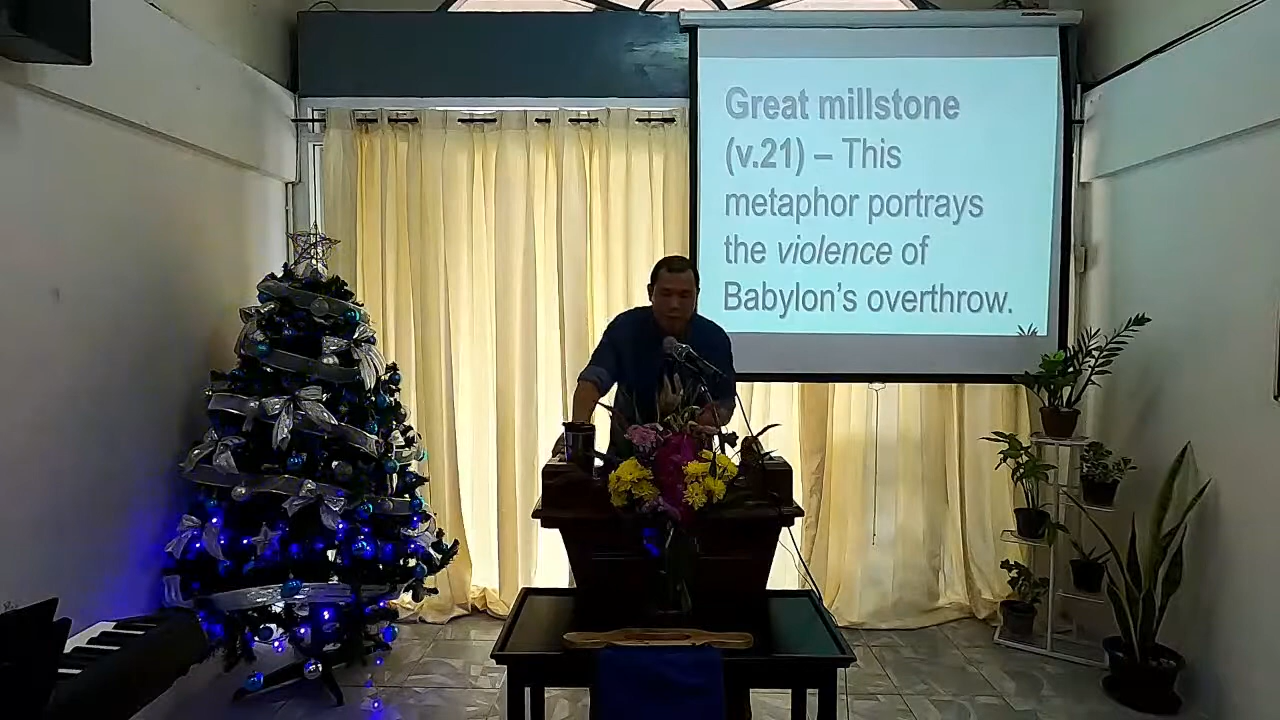 Great millstone
(v.21) – This
metaphor portrays
the violence of
Babylon's overthrow.